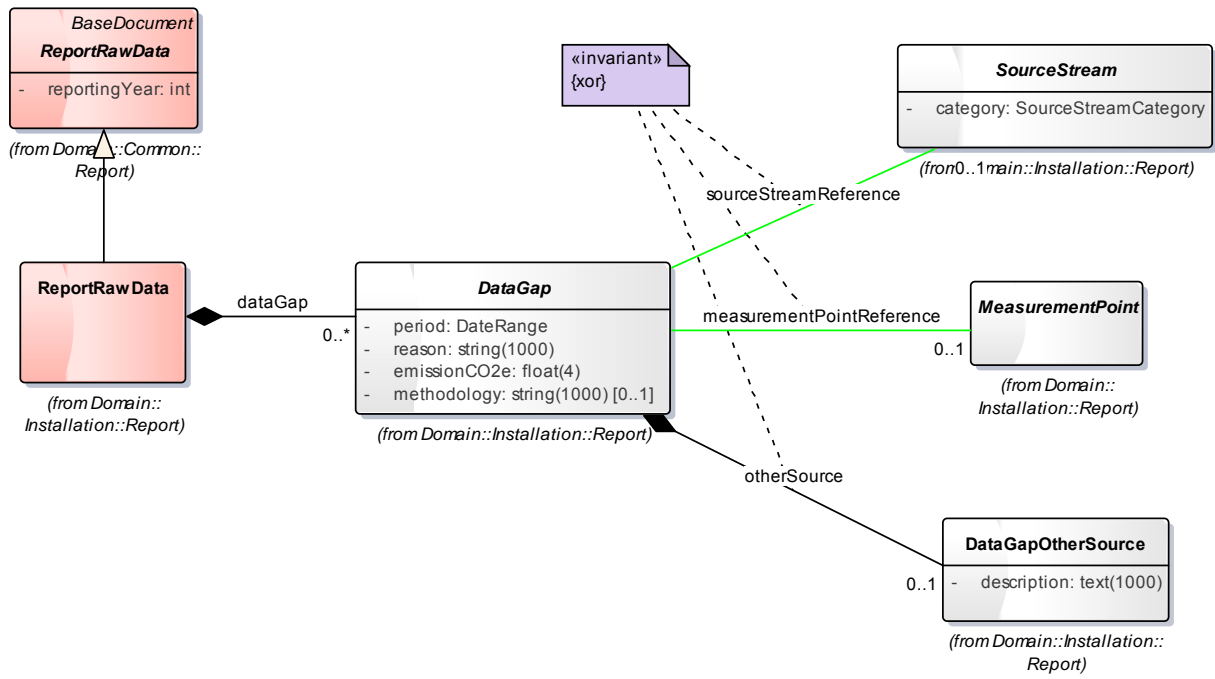 BaseDocument
ReportRawData
- reportingYear: int
(from Domain::Common::
Report)
«invariant»
{xor}
SourceStream
- category: SourceStreamCategory
(from Domain::Installation::Report)
0..1
sourceStreamReference
ReportRawData
(from Domain::
Installation::Report)
dataGap
0..*
DataGap
- period: DateRange
- reason: string(1000)
- emissionCO2e: float(4)
- methodology: string(1000) [0..1]
(from Domain::Installation::Report)
measurementPointReference
0..1
MeasurementPoint
(from Domain::
Installation::Report)
otherSource
0..1
DataGapOtherSource
- description: text(1000)
(from Domain::Installation::
Report)